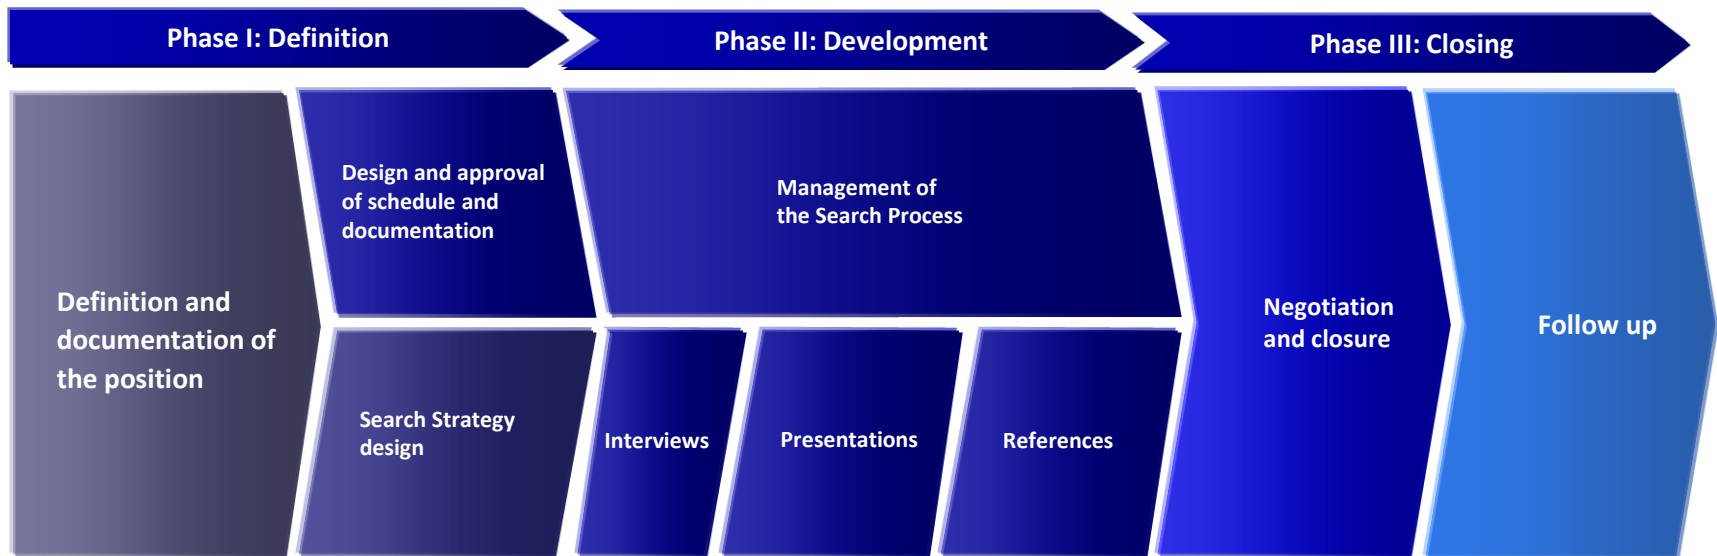 Phase I: Definition
Phase II: Development
Phase III: Closing
Definition and
documentation of
the position
Design and approval
of schedule and
documentation
Search Strategy
design
Management of
the Search Process
Interviews
Presentations
References
Negotiation
and closure
Follow up